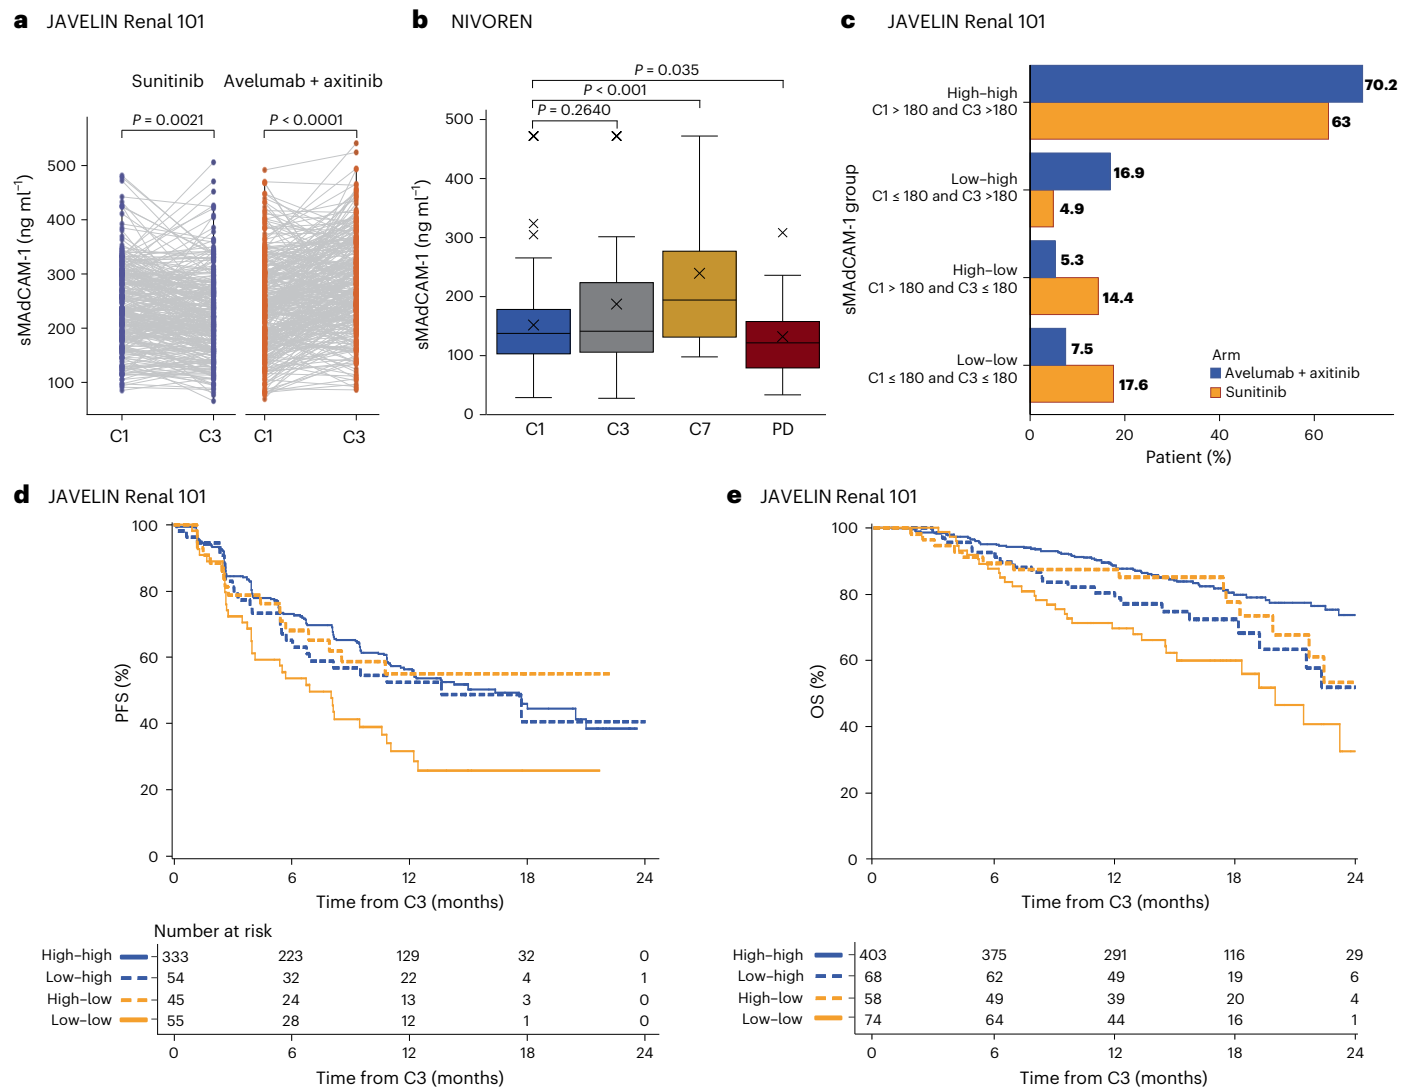 a JAVELIN Renal 101
Sunitinib Avelumab + axitinib
P = 0.0021 P < 0.0001
sMAdCAM-1 (ng ml−1)
500
400
300
200
100
C1 C3 C1 C3
b NIVOREN
P = 0.035
P < 0.001
P = 0.2640
sMAdCAM-1 (ng ml−1)
500
400
300
200
100
0
C1 C3 C7 PD
c JAVELIN Renal 101
sMAdCAM-1 group
High–high
C1 > 180 and C3 >180
70.2
63
Low–high
C1 ≤ 180 and C3 >180
16.9
4.9
High–low
C1 > 180 and C3 ≤ 180
5.3
14.4
Low–low
C1 ≤ 180 and C3 ≤ 180
7.5
17.6
Arm
Avelumab + axitinib
Sunitinib
0 20 40 60
Patient (%)
d JAVELIN Renal 101
PFS (%)
100
80
60
40
20
0
0 6 12 18 24
Time from C3 (months)
Number at risk
High–high 333 223 129 32 0
Low–high 54 32 22 4 1
High–low 45 24 13 3 0
Low–low 55 28 12 1 0
0 6 12 18 24
Time from C3 (months)
e JAVELIN Renal 101
OS (%)
100
80
60
40
20
0
0 6 12 18 24
Time from C3 (months)
High–high 403 375 291 116 29
Low–high 68 62 49 19 6
High–low 58 49 39 20 4
Low–low 74 64 44 16 1
0 6 12 18 24
Time from C3 (months)